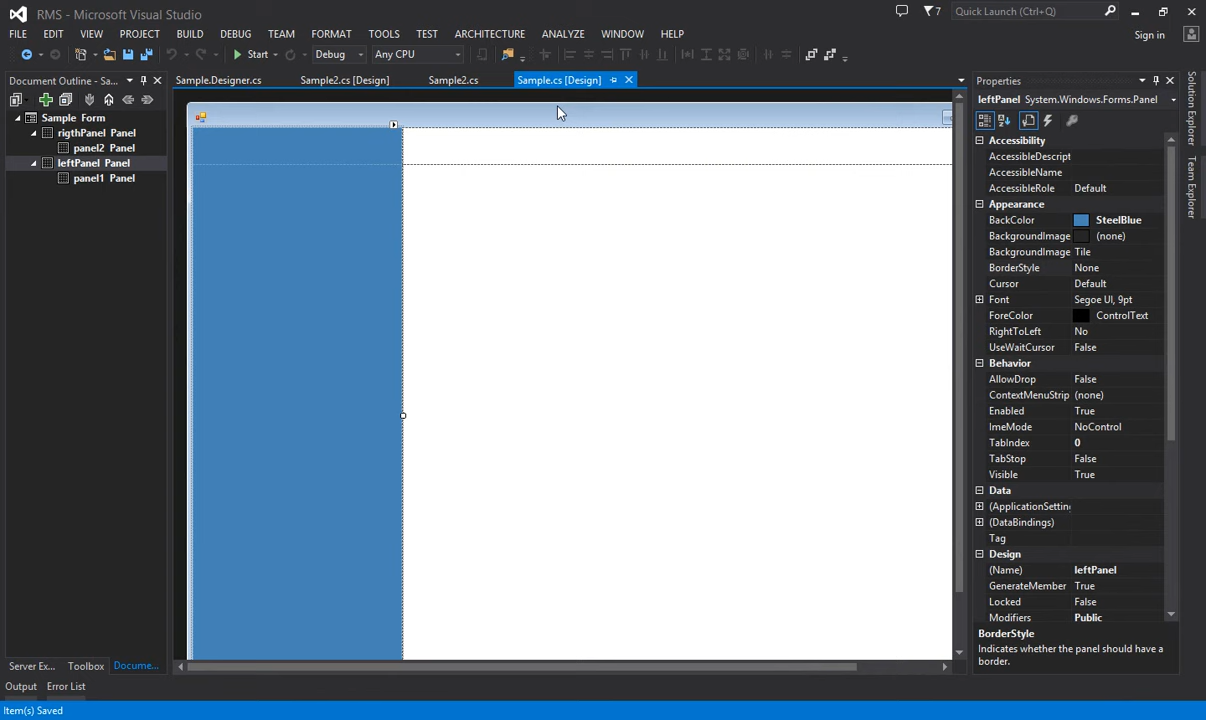 RMS - Microsoft Visual Studio
7
Quick Launch (Ctrl+Q)
FILE EDIT VIEW PROJECT BUILD DEBUG TEAM FORMAT TOOLS TEST ARCHITECTURE ANALYZE WINDOW HELP
Sign in
Start Debug Any CPU
Document Outline - Sa...
Sample.Designer.cs Sample2.cs [Design] Sample2.cs Sample.cs [Design]
Properties
Sample Form
rigthPanel Panel
panel2 Panel
leftPanel Panel
panel1 Panel
leftPanel System.Windows.Forms.Panel
Accessibility
AccessibleDescript
AccessibleName
AccessibleRole Default
Appearance
BackColor SteelBlue
BackgroundImage (none)
BackgroundImage Tile
BorderStyle None
Cursor Default
Font Segoe UI, 9pt
ForeColor ControlText
RightToLeft No
UseWaitCursor False
Behavior
AllowDrop False
ContextMenuStrip (none)
Enabled True
ImeMode NoControl
TabIndex 0
TabStop False
Visible True
Data
(ApplicationSetting
(DataBindings)
Tag
Design
(Name) leftPanel
GenerateMember True
Locked False
Modifiers Public
BorderStyle
Indicates whether the panel should have a
border.
Solution Explorer
Team Explorer
Server Ex... Toolbox Docume...
Output Error List
Item(s) Saved